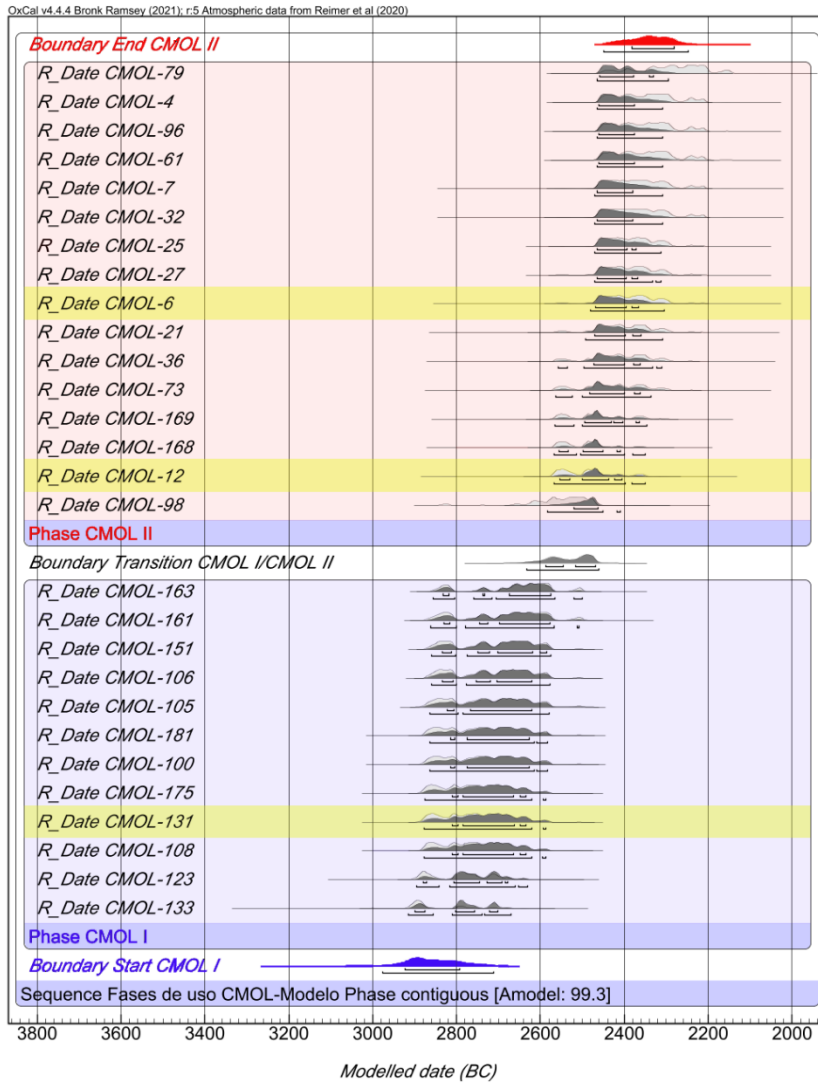 OxCal v4.4.4 Bronk Ramsey (2021); r:5 Atmospheric data from Reimer et al (2020)
Boundary End CMOL II
R_Date CMOL-79
R_Date CMOL-4
R_Date CMOL-96
R_Date CMOL-61
R_Date CMOL-7
R_Date CMOL-32
R_Date CMOL-25
R_Date CMOL-27
R_Date CMOL-6
R_Date CMOL-21
R_Date CMOL-36
R_Date CMOL-73
R_Date CMOL-169
R_Date CMOL-168
R_Date CMOL-12
R_Date CMOL-98
Phase CMOL II
Boundary Transition CMOL I/CMOL II
R_Date CMOL-163
R_Date CMOL-161
R_Date CMOL-151
R_Date CMOL-106
R_Date CMOL-105
R_Date CMOL-181
R_Date CMOL-100
R_Date CMOL-175
R_Date CMOL-131
R_Date CMOL-108
R_Date CMOL-123
R_Date CMOL-133
Phase CMOL I
Boundary Start CMOL I
Sequence Fases de uso CMOL-Modelo Phase contiguous [Amodel: 99.3]
3800 3600 3400 3200 3000 2800 2600 2400 2200 2000
Modelled date (BC)